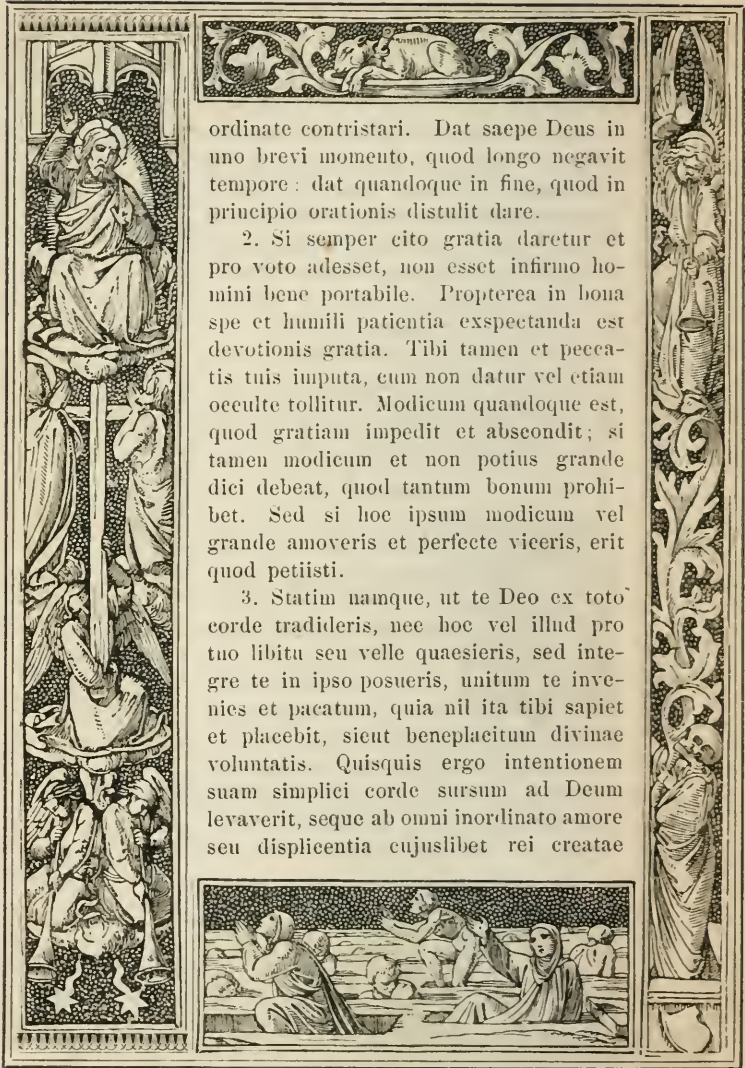 ordinate contristari. Dat saepe Deus in
uno brevi momento, quod longo negavit
tempore: dat quandoque in fine, quod in
principio orationis distulit dare.
2. Si semper cito gratia daretur et
pro voto adesset, non esset infirmo ho-
mini bene portabile. Propterea in bona
spe et humili patientia exspectanda est
devotionis gratia. Tibi tamen et pecca-
tis tuis imputa, cum non datur vel etiam
occulte tollitur. Modicum quandoque est,
quod gratiam impedit et abscondit; si
tamen modicum et non potius grande
dici debeat, quod tantum bonum prohi-
bet. Sed si hoc ipsum modicum vel
grande amoveris et perfecte viceris, erit
quod petiisti.
3. Statim namque, ut te Deo ex toto
corde tradideris, nec hoc vel illud pro
tuo libitu seu velle quaesieris, sed inte-
gre te in ipso posueris, unitum te inve-
nies et pacatum, quia nil ita tibi sapiet
et placebit, sicut beneplacitum divinae
voluntatis. Quisquis ergo intentionem
suam simplici corde sursum ad Deum
levaverit, seque ab omni inordinato amore
seu displicentia cujuslibet rei creatae